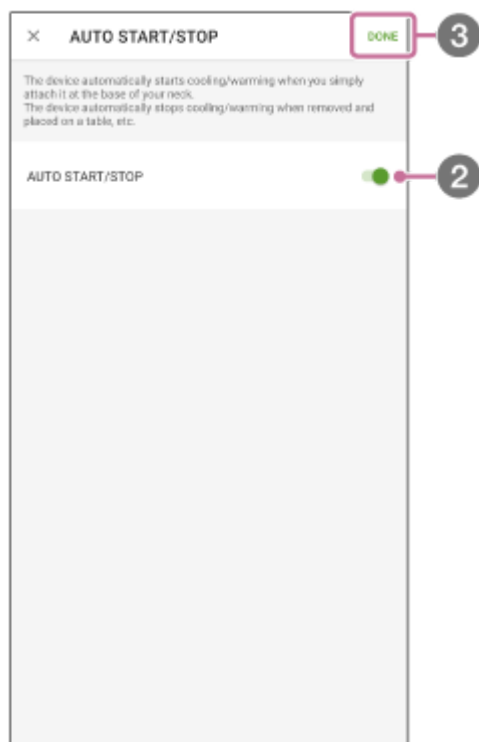 × AUTO START/STOP DONE 3
The device automatically starts cooling/warming when you simply
attach it at the base of your neck.
The device automatically stops cooling/warming when removed and
placed on a table, etc.
AUTO START/STOP 2